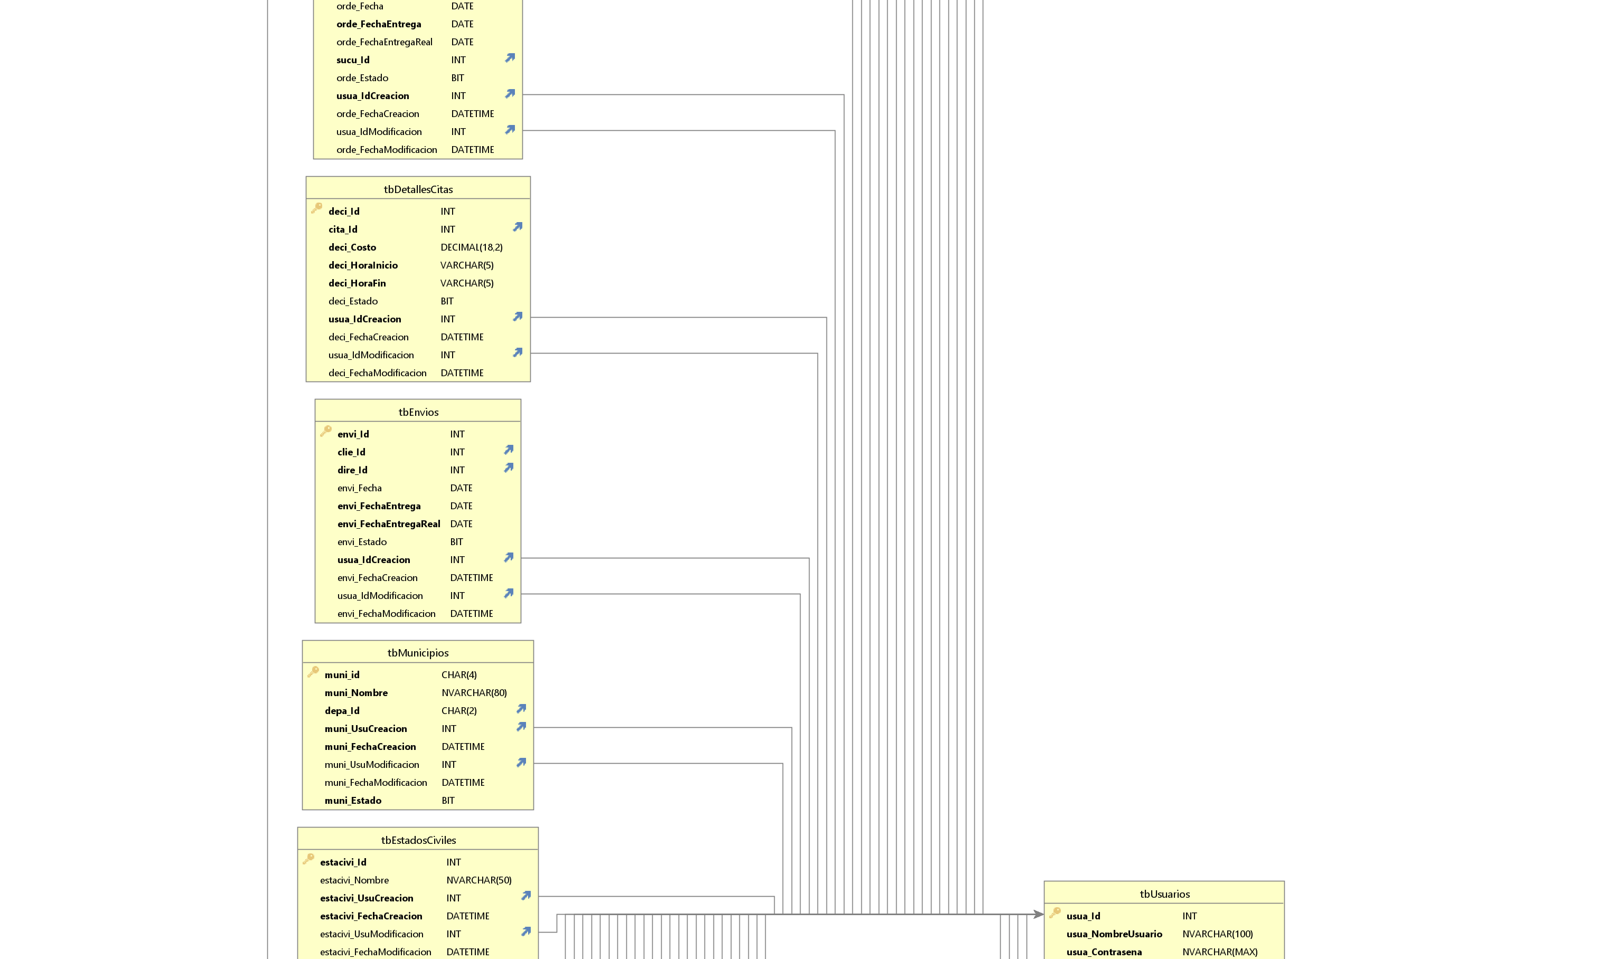 orde_Fecha DATE
orde_FechaEntrega DATE
orde_FechaEntregaReal DATE
sucu_Id INT
orde_Estado BIT
usua_IdCreacion INT
orde_FechaCreacion DATETIME
usua_IdModificacion INT
orde_FechaModificacion DATETIME
tbDetallesCitas
deci_Id INT
cita_Id INT
deci_Costo DECIMAL(18,2)
deci_HoraInicio VARCHAR(5)
deci_HoraFin VARCHAR(5)
deci_Estado BIT
usua_IdCreacion INT
deci_FechaCreacion DATETIME
usua_IdModificacion INT
deci_FechaModificacion DATETIME
tbEnvios
envi_Id INT
clie_Id INT
dire_Id INT
envi_Fecha DATE
envi_FechaEntrega DATE
envi_FechaEntregaReal DATE
envi_Estado BIT
usua_IdCreacion INT
envi_FechaCreacion DATETIME
usua_IdModificacion INT
envi_FechaModificacion DATETIME
tbMunicipios
muni_id CHAR(4)
muni_Nombre NVARCHAR(80)
depa_Id CHAR(2)
muni_UsuCreacion INT
muni_FechaCreacion DATETIME
muni_UsuModificacion INT
muni_FechaModificacion DATETIME
muni_Estado BIT
tbEstadosCiviles
estacivi_Id INT
estacivi_Nombre NVARCHAR(50)
estacivi_UsuCreacion INT
estacivi_FechaCreacion DATETIME
estacivi_UsuModificacion INT
estacivi_FechaModificacion DATETIME
tbUsuarios
usua_Id INT
usua_NombreUsuario NVARCHAR(100)
usua_Contrasena NVARCHAR(MAX)